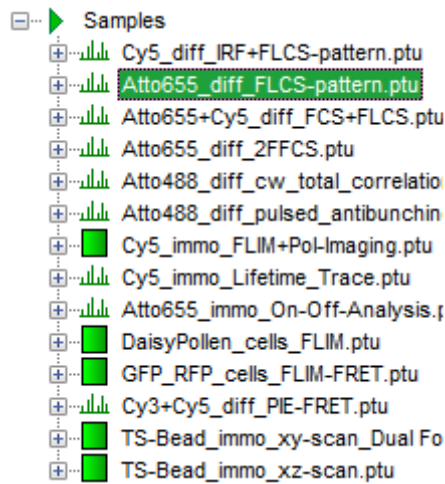 Samples
Cy5_diff_IRF+FLCS-pattern.ptu
Atto655_diff_FLCS-pattern.ptu
Atto655+Cy5_diff_FCS+FLCS.ptu
Atto655_diff_2FFCS.ptu
Atto488_diff_cw_total_correlatio
Atto488_diff_pulsed_antibunchin
Cy5_immo_FLIM+Pol-Imaging.ptu
Cy5_immo_Lifetime_Trace.ptu
Atto655_immo_On-Off-Analysis.p
DaisyPollen_cells_FLIM.ptu
GFP_RFP_cells_FLIM-FRET.ptu
Cy3+Cy5_diff_PIE-FRET.ptu
TS-Bead_immo_xy-scan_Dual Fo
TS-Bead_immo_xz-scan.ptu